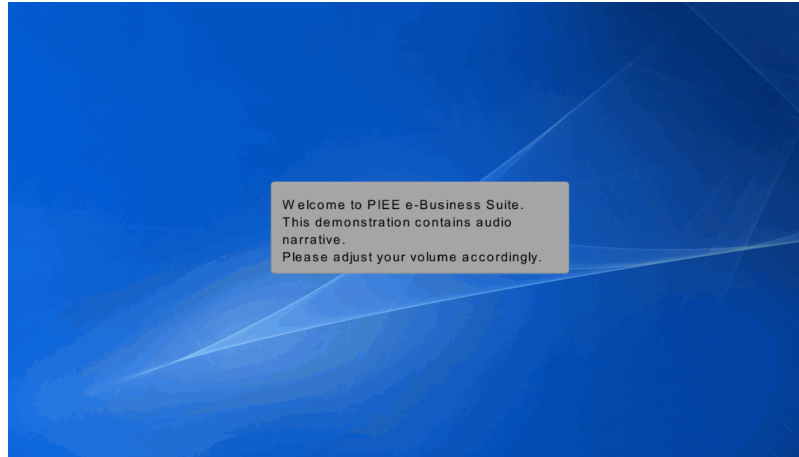 Welcome to PIEE e-Business Suite.
This demonstration contains audio
narrative.
Please adjust your volume accordingly.